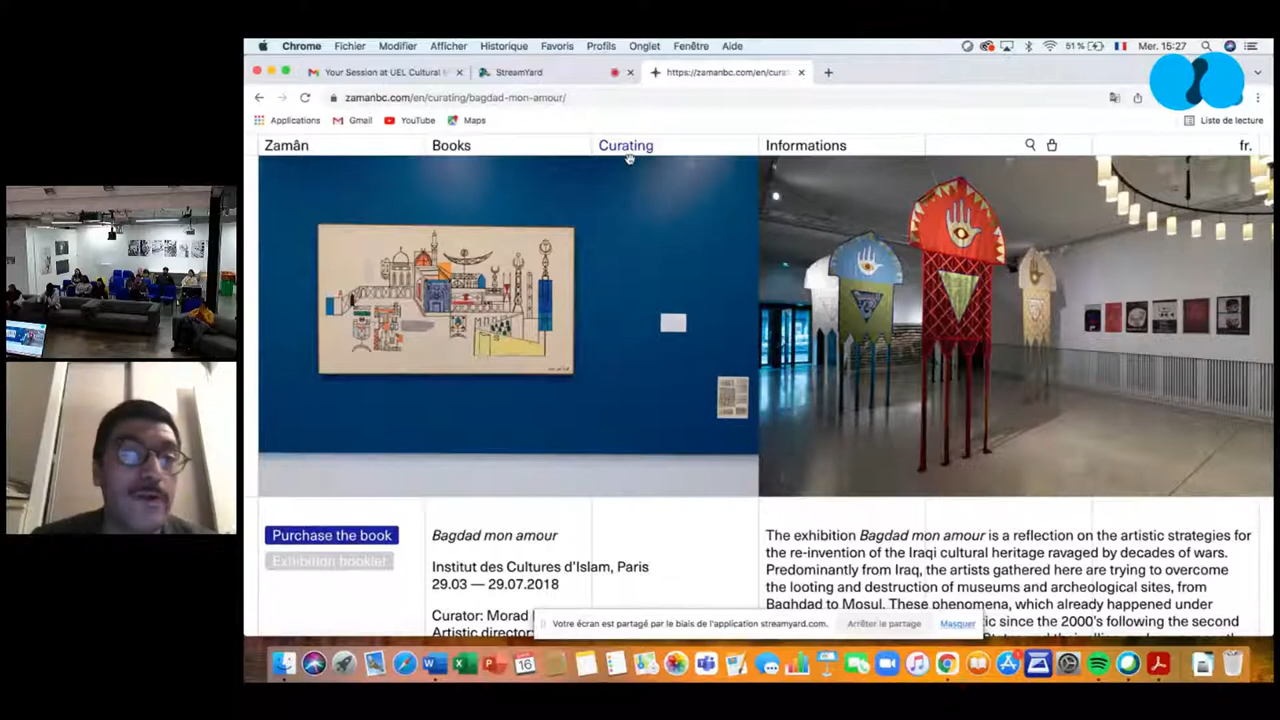 Chrome Fichier Modifier Afficher Historique Favoris Profils Onglet Fenêtre Aide 51 % Mer. 15:27
Your Session at UEL Cultural StreamYard https://zamanbc.com/en/cura
zamanbc.com/en/curating/bagdad-mon-amour/
Applications Gmail YouTube Maps Liste de lecture
Zamân Books Curating Informations fr.
Purchase the book
Exhibition booklet
Bagdad mon amour
Institut des Cultures d'Islam, Paris
29.03 — 29.07.2018
Curator: Morad
Artistic direc
The exhibition Bagdad mon amour is a reflection on the artistic strategies for
the re-invention of the Iraqi cultural heritage ravaged by decades of wars.
Predominantly from Iraq, the artists gathered here are trying to overcome
the looting and destruction of museums and archeological sites, from
Baghdad to Mosul. These phenomena, which already happened under
tic since the 2000's following the second
Votre écran est partagé par le biais de l'application streamyard.com. Arrêter le partage Masquer
16